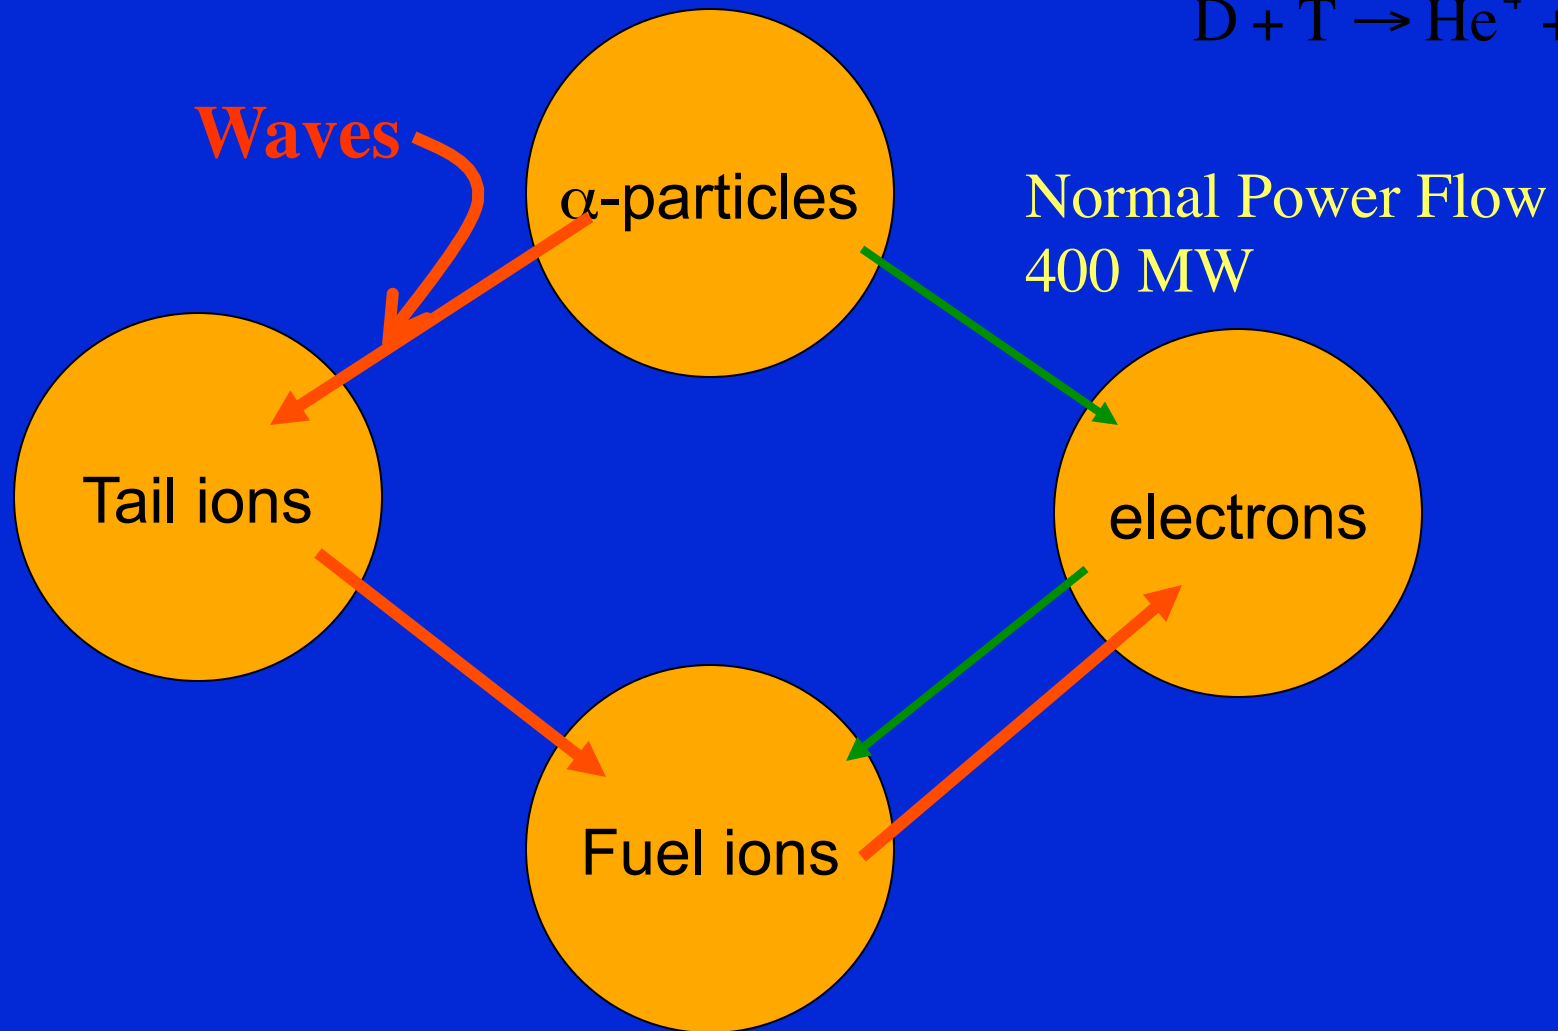 D + T → He⁺ +
Waves
α-particles
Normal Power Flow
400 MW
Tail ions
electrons
Fuel ions